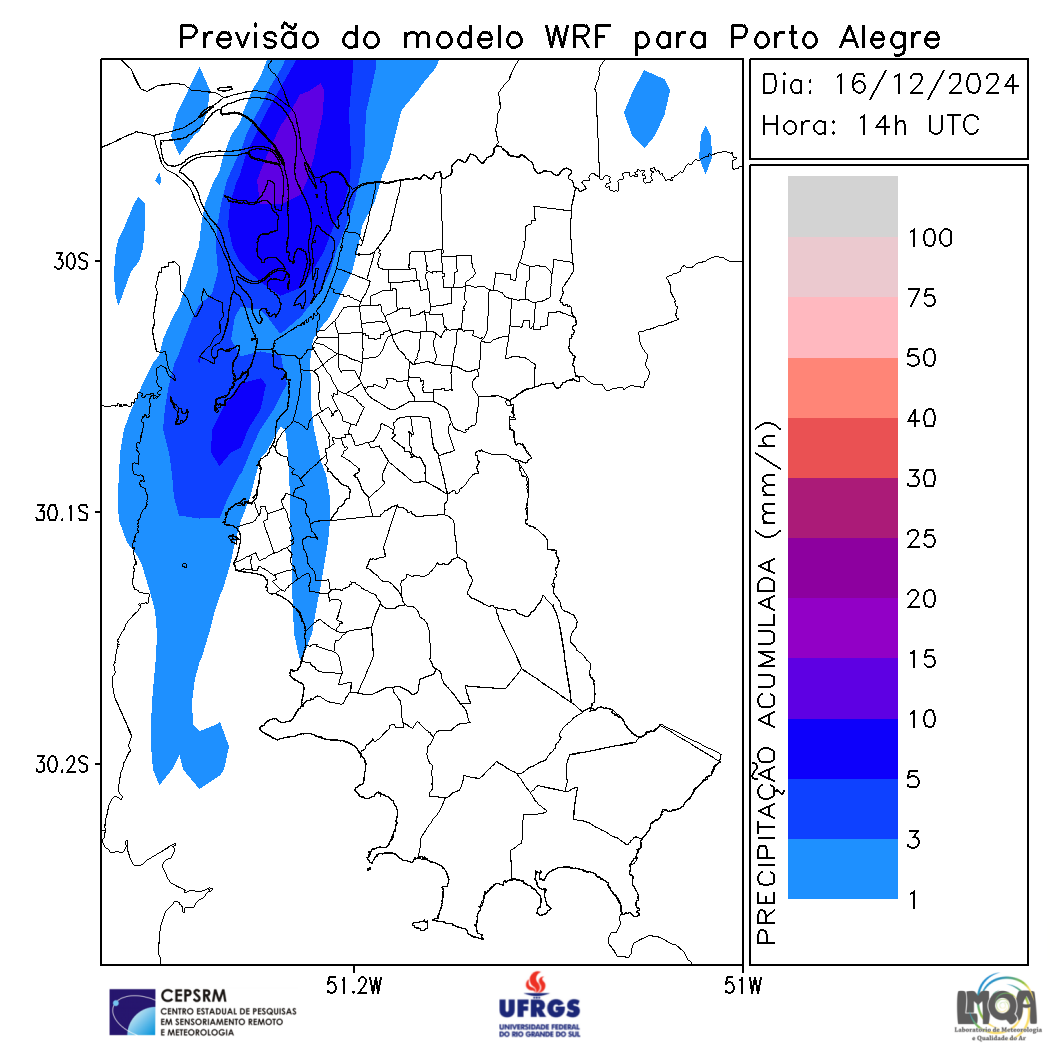 Previsão do modelo WRF para Porto Alegre
Dia: 16/12/2024
Hora: 14h UTC
30S
30.1S
30.2S
51.2W
51W
PRECIPITAÇÃO ACUMULADA (mm/h)
100
75
50
40
30
25
20
15
10
5
3
1
CEPSRM
CENTRO ESTADUAL DE PESQUISAS
EM SENSORIAMENTO REMOTO
E METEOROLOGIA
UFRGS
UNIVERSIDADE FEDERAL
DO RIO GRANDE DO SUL
LMQA
Laboratório de Meteorologia
e Qualidade do Ar